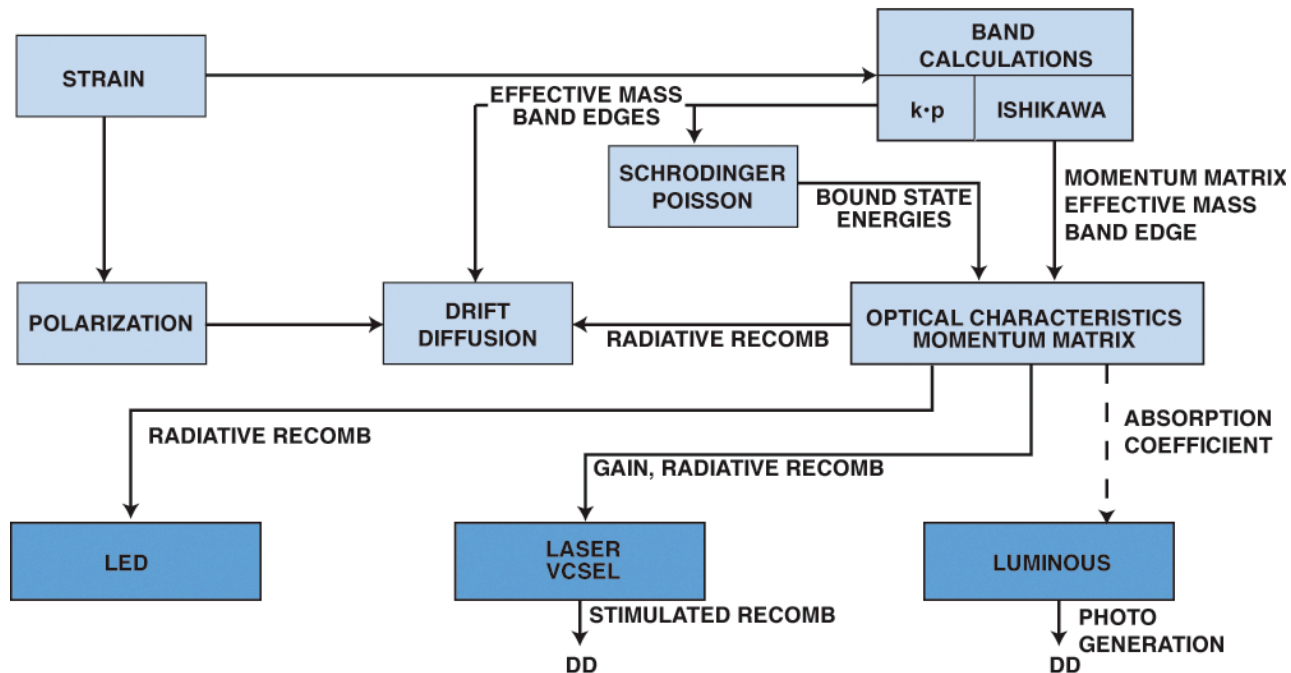 BAND
CALCULATIONS
STRAIN
k·p
ISHIKAWA
EFFECTIVE MASS
BAND EDGES
SCHRODINGER
POISSON
BOUND STATE
ENERGIES
MOMENTUM MATRIX
EFFECTIVE MASS
BAND EDGE
POLARIZATION
DRIFT
DIFFUSION
RADIATIVE RECOMB
OPTICAL CHARACTERISTICS
MOMENTUM MATRIX
RADIATIVE RECOMB
GAIN, RADIATIVE RECOMB
ABSORPTION
COEFFICIENT
LED
LASER
VCSEL
LUMINOUS
STIMULATED RECOMB
DD
PHOTO
GENERATION
DD